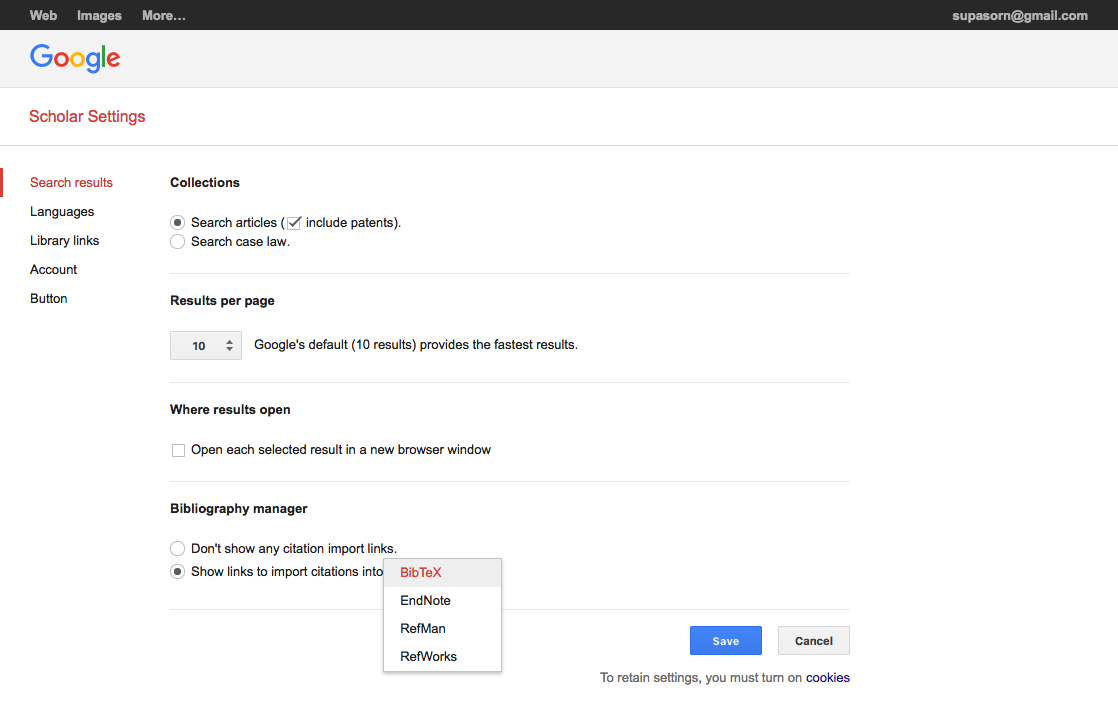 Web Images More... supasorn@gmail.com
Google
Scholar Settings
Search results
Languages
Library links
Account
Button
Collections
Search articles ( include patents).
Search case law.
Results per page
10 Google's default (10 results) provides the fastest results.
Where results open
Open each selected result in a new browser window
Bibliography manager
Don't show any citation import links.
Show links to import citations into
BibTeX
EndNote
RefMan
RefWorks
Save Cancel
To retain settings, you must turn on cookies